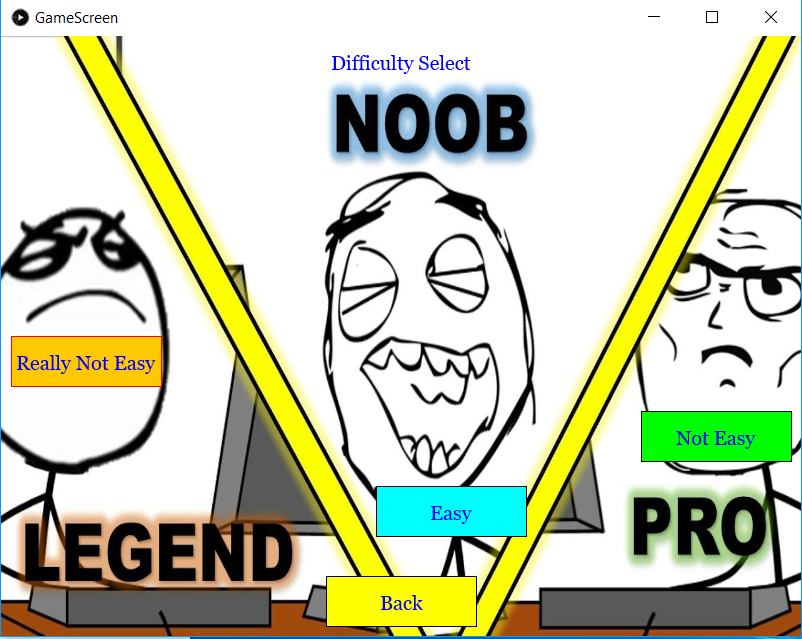 GameScreen
Difficulty Select
NOOB
Really Not Easy
Not Easy
Easy
PRO
LEGEND
Back